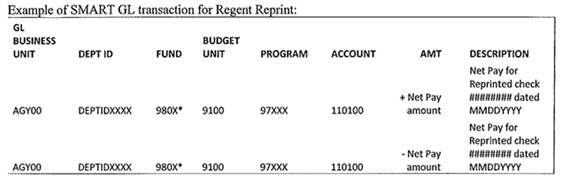 Example of SMART GL transaction for Regent Reprint:
GL
BUSINESS BUDGET
UNIT DEPT ID FUND UNIT PROGRAM ACCOUNT AMT DESCRIPTION
Net Pay for
Reprinted check
+ Net Pay ######## dated
AGY00 DEPTIDXXXX 980X* 9100 97XXX 110100 amount MMDDYYYY
Net Pay for
Reprinted check
- Net Pay ######## dated
AGY00 DEPTIDXXXX 980X* 9100 97XXX 110100 amount MMDDYYYY